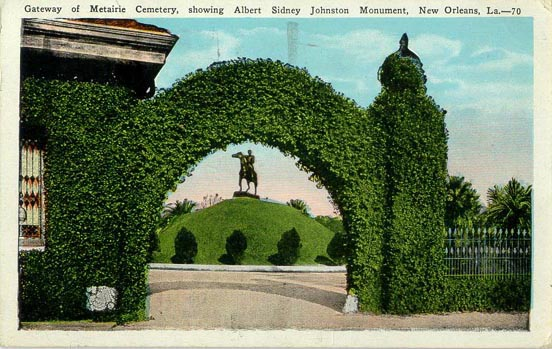 Gateway of Metairie Cemetery, showing Albert Sidney Johnston Monument, New Orleans, La.—70